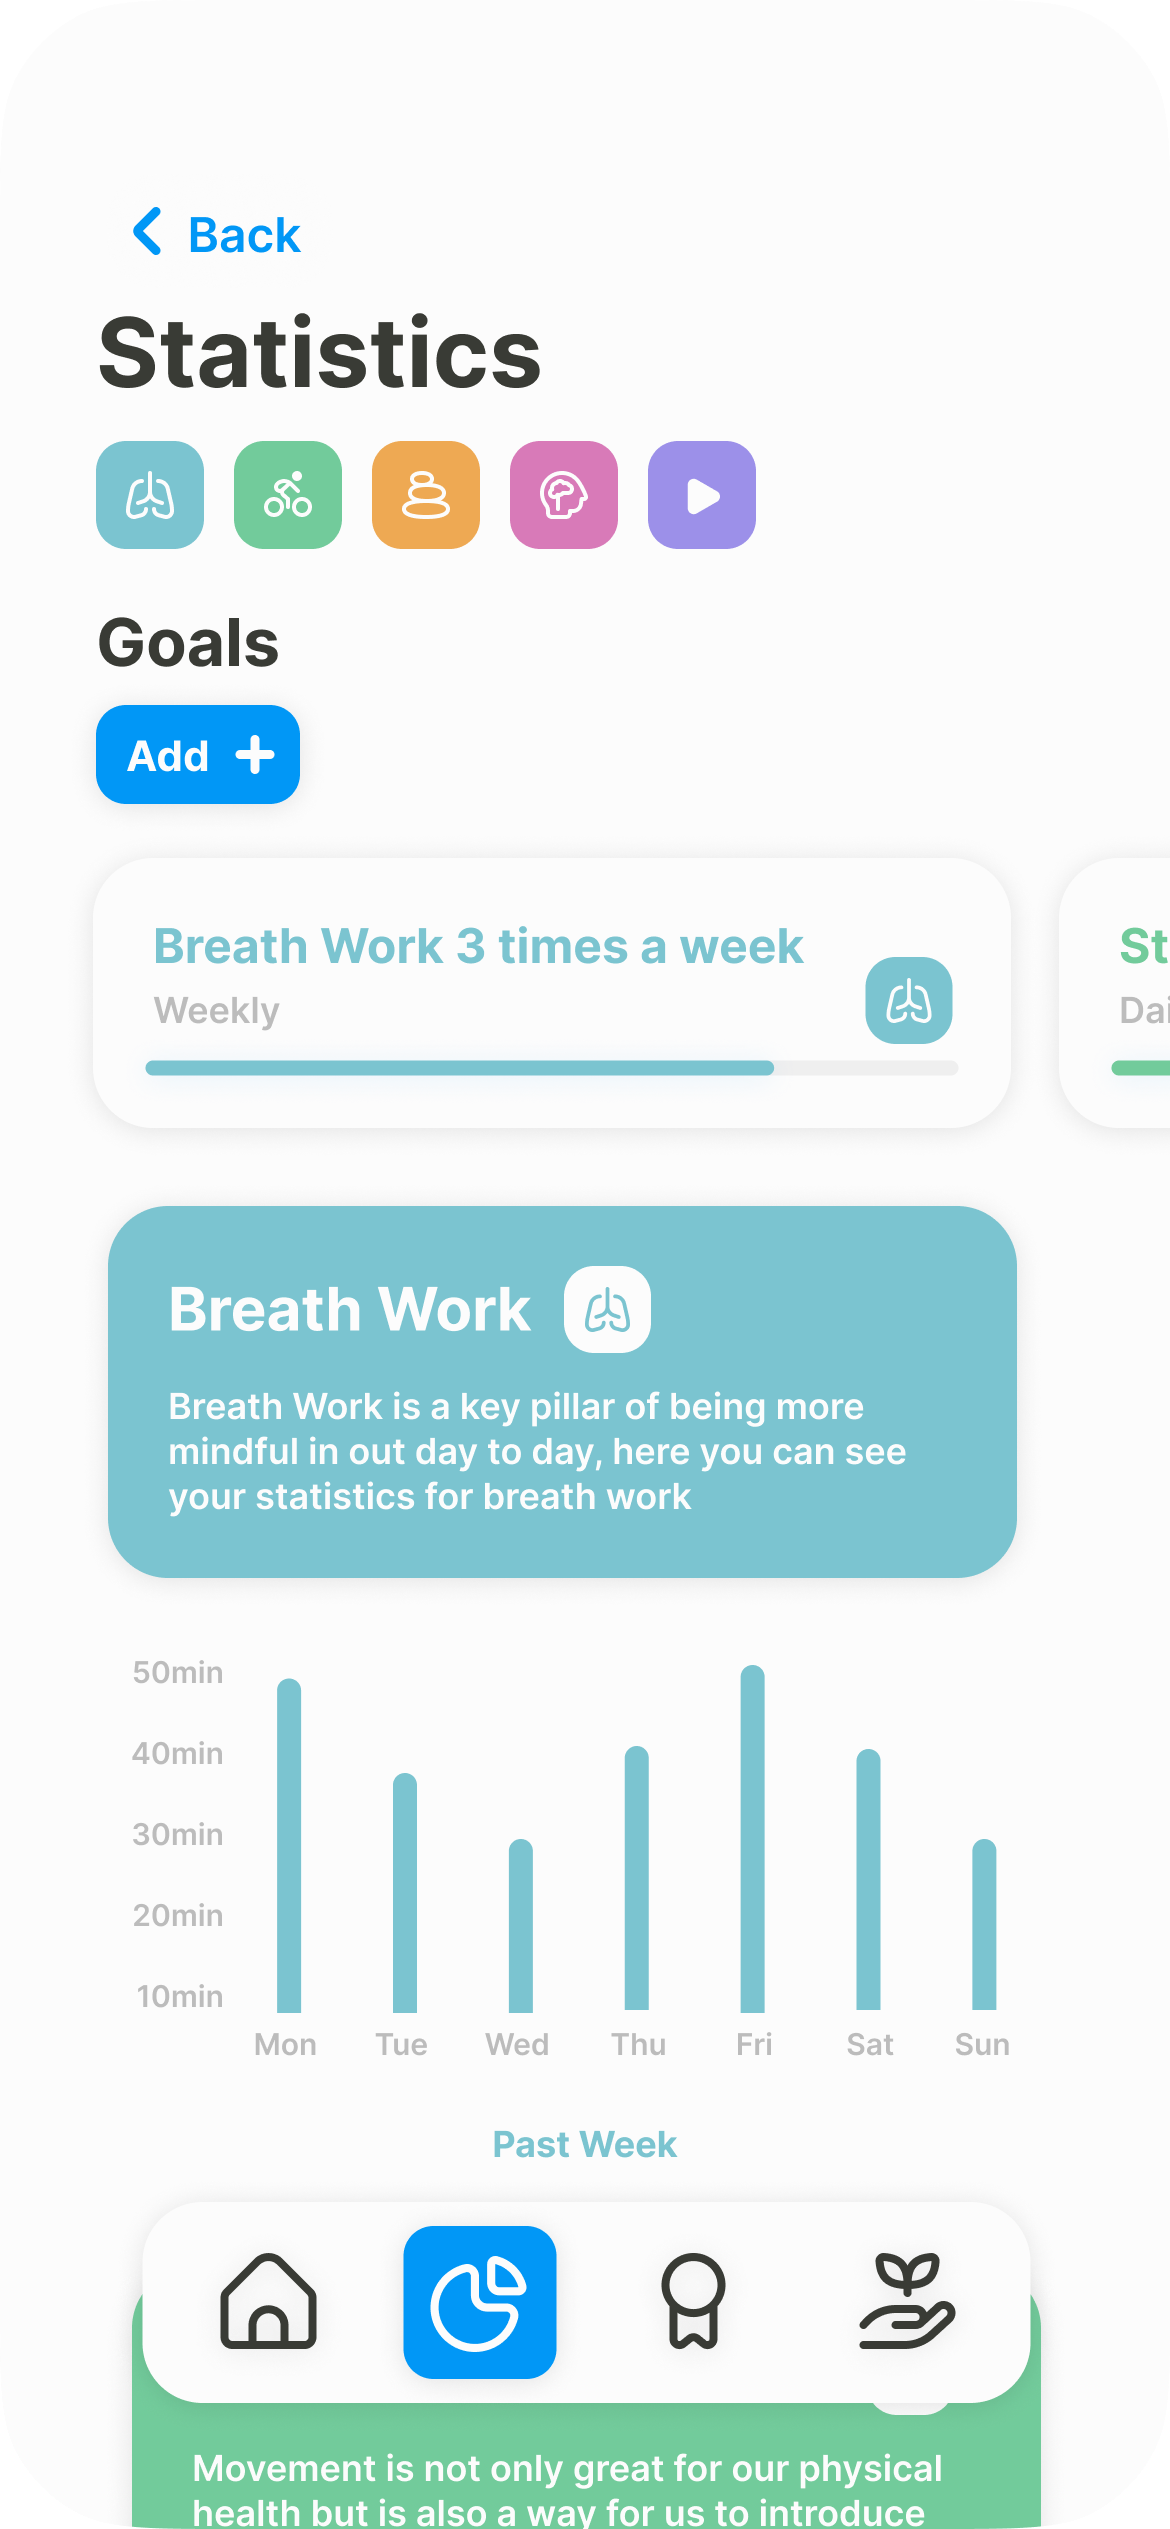 Back
Statistics
Goals
Add
Breath Work 3 times a week
Weekly
St
Dai
Breath Work
Breath Work is a key pillar of being more
mindful in out day to day, here you can see
your statistics for breath work
50min
40min
30min
20min
10min
Mon Tue Wed Thu Fri Sat Sun
Past Week
Movement is not only great for our physical
health but is also a way for us to introduce